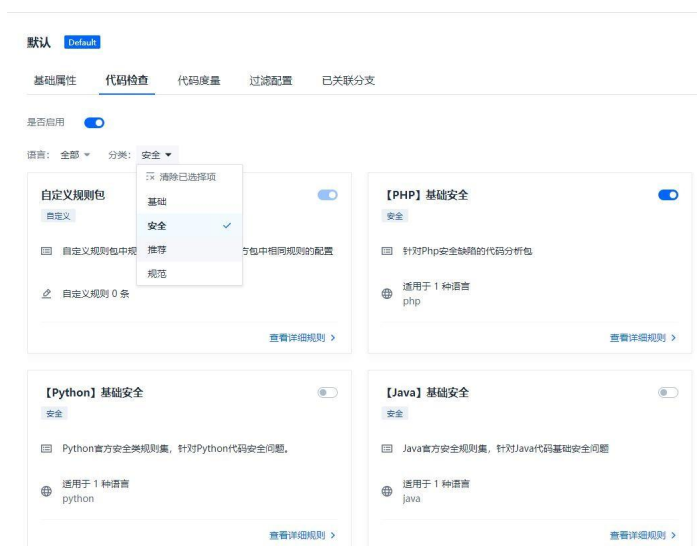 默认 Default
基础属性 代码检查 代码度量 过滤配置 已关联分支
是否启用
语言: 全部 分类: 安全
清除已选择项
基础
安全
推荐
规范
自定义规则包
自定义
自定义规则包中规 方包中相同规则的配置
自定义规则 0 条
查看详细规则
【PHP】基础安全
安全
针对Php安全缺陷的代码分析包
适用于 1 种语言
php
查看详细规则
【Python】基础安全
安全
Python官方安全类规则集，针对Python代码安全问题。
适用于 1 种语言
python
查看详细规则
【Java】基础安全
安全
Java官方安全规则集，针对Java代码基础安全问题
适用于 1 种语言
java
查看详细规则